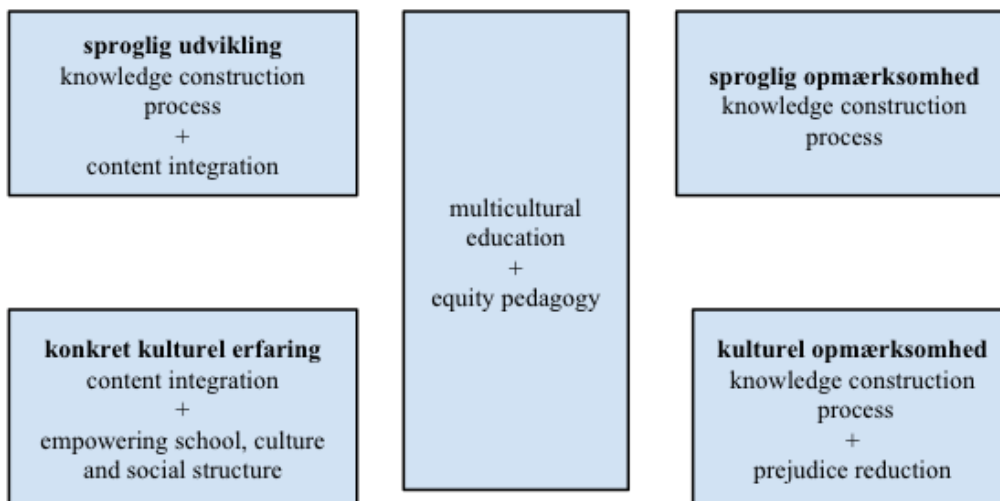 sproglig udvikling
knowledge construction
process
+
content integration
multicultural
education
+
equity pedagogy
sproglig opmærksomhed
knowledge construction
process
konkret kulturel erfaring
content integration
+
empowering school, culture
and social structure
kulturel opmærksomhed
knowledge construction
process
+
prejudice reduction